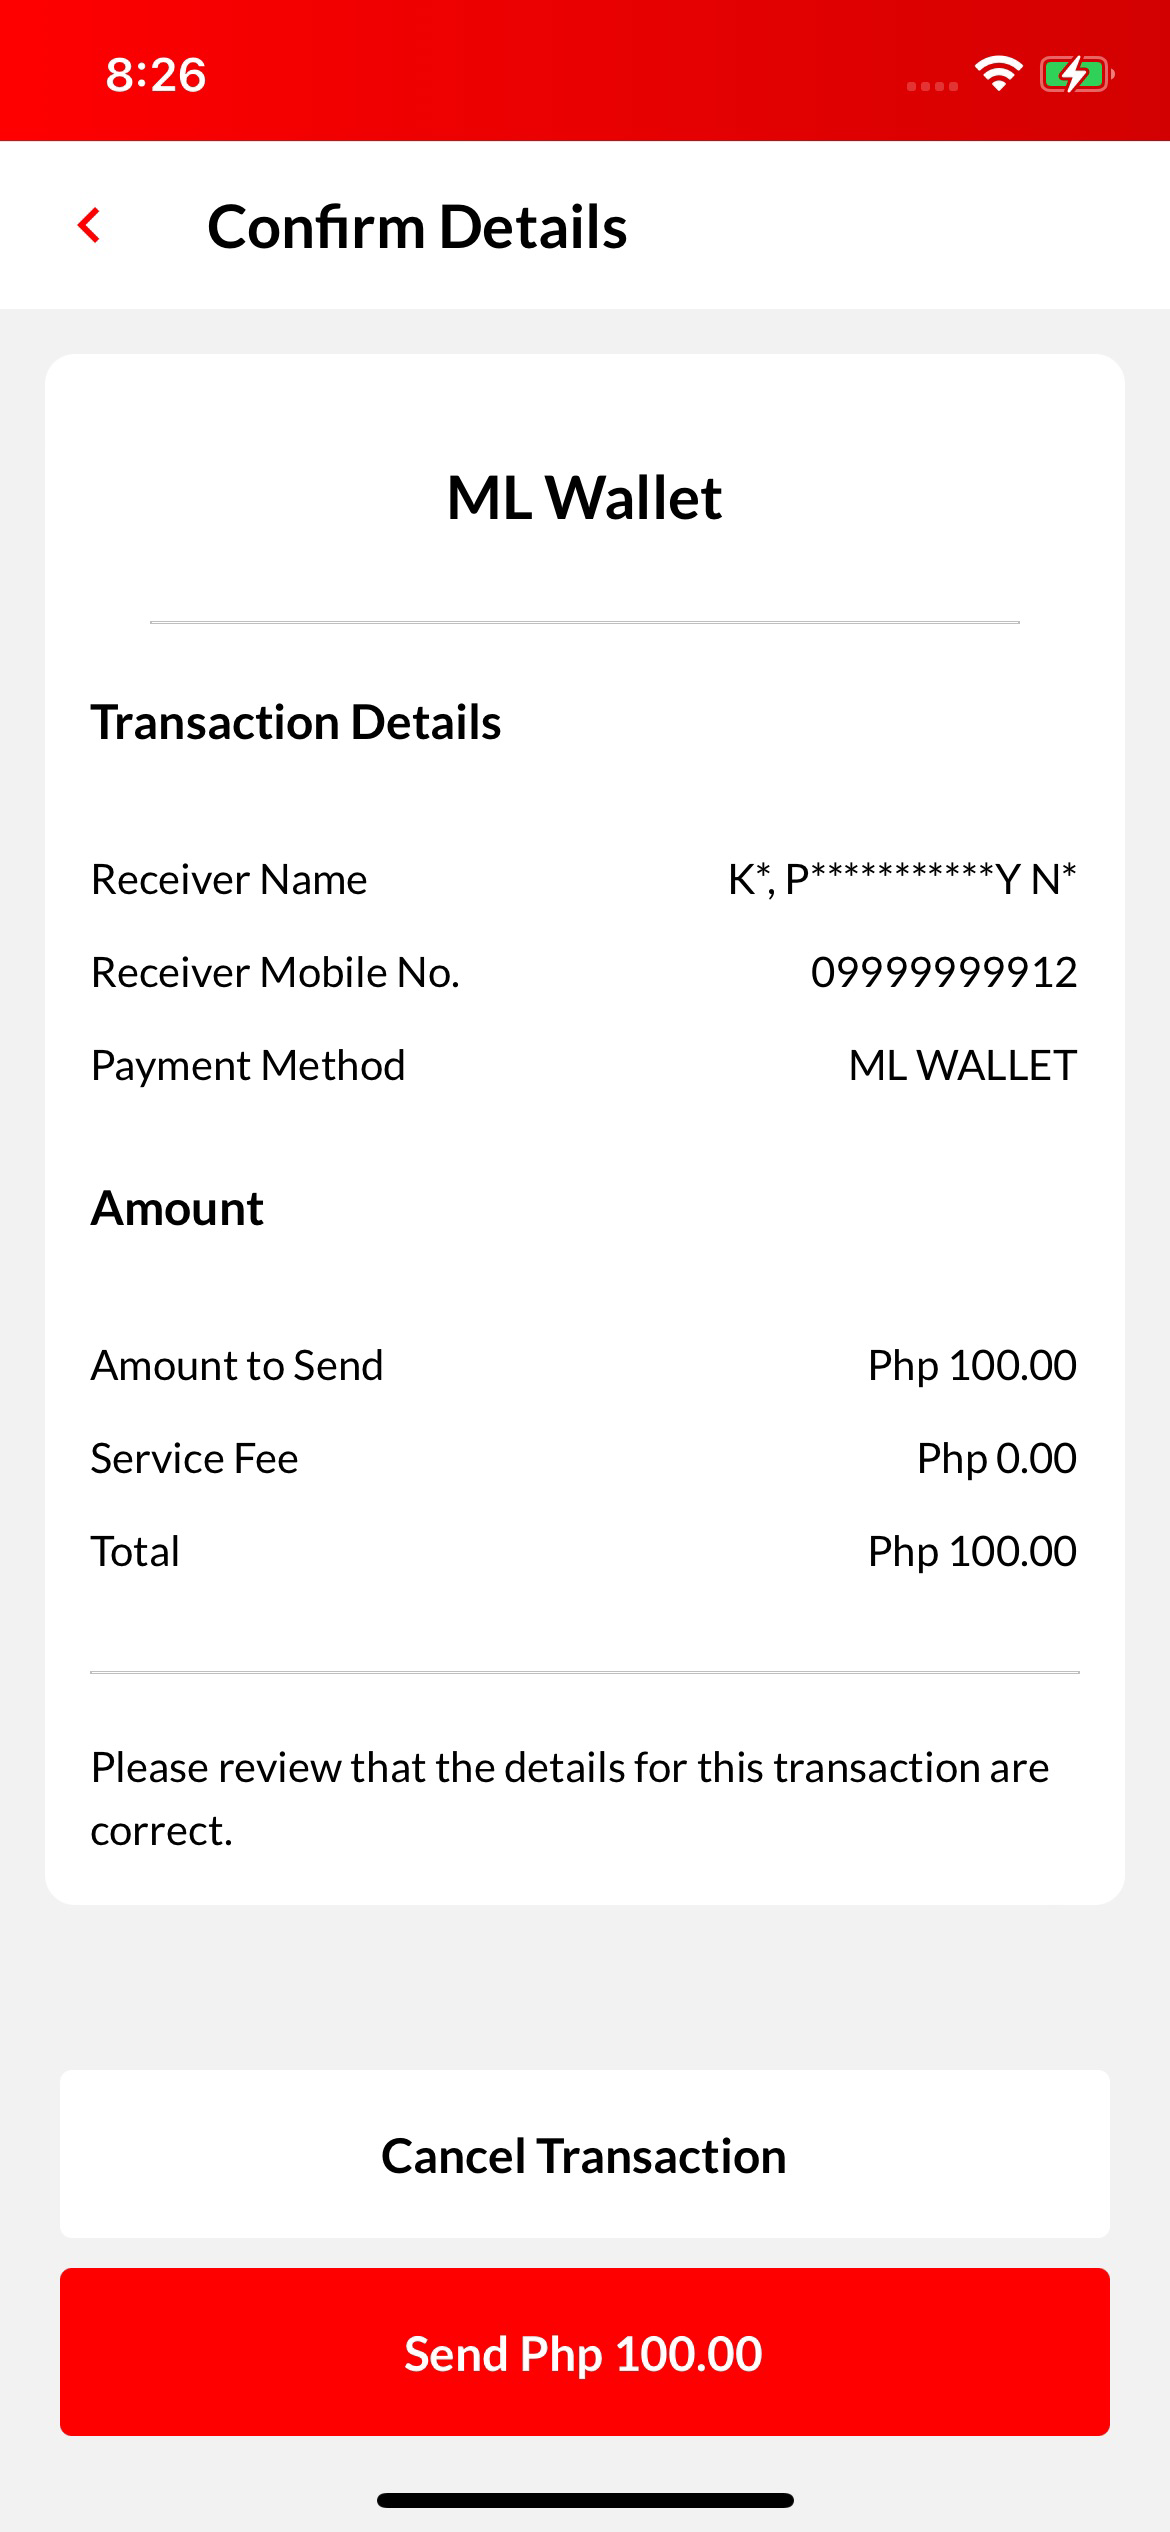 8:26
Confirm Details
ML Wallet
Transaction Details
Receiver Name K*, P***********Y N*
Receiver Mobile No. 09999999912
Payment Method ML WALLET
Amount
Amount to Send Php 100.00
Service Fee Php 0.00
Total Php 100.00
Please review that the details for this transaction are
correct.
Cancel Transaction
Send Php 100.00